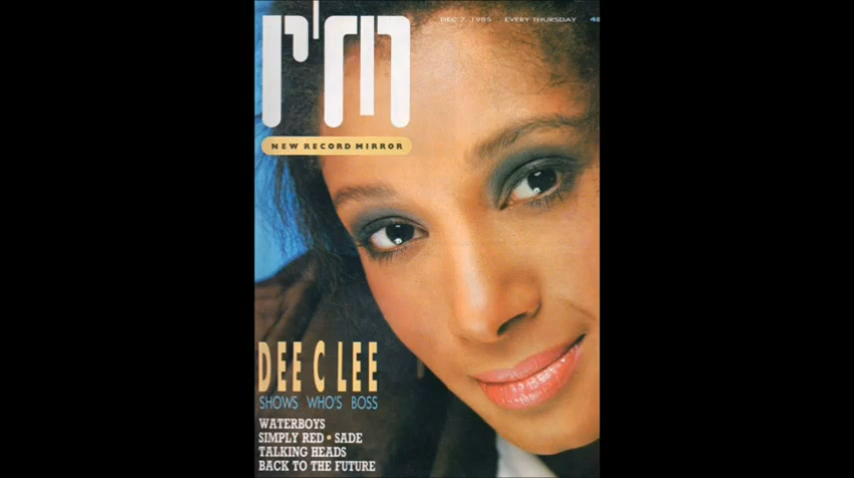 r'm
DEC 7 1985 EVERY THURSDAY
NEW RECORD MIRROR
DEE C LEE
SHOWS WHO'S BOSS
WATERBOYS
SIMPLY RED • SADE
TALKING HEADS
BACK TO THE FUTURE